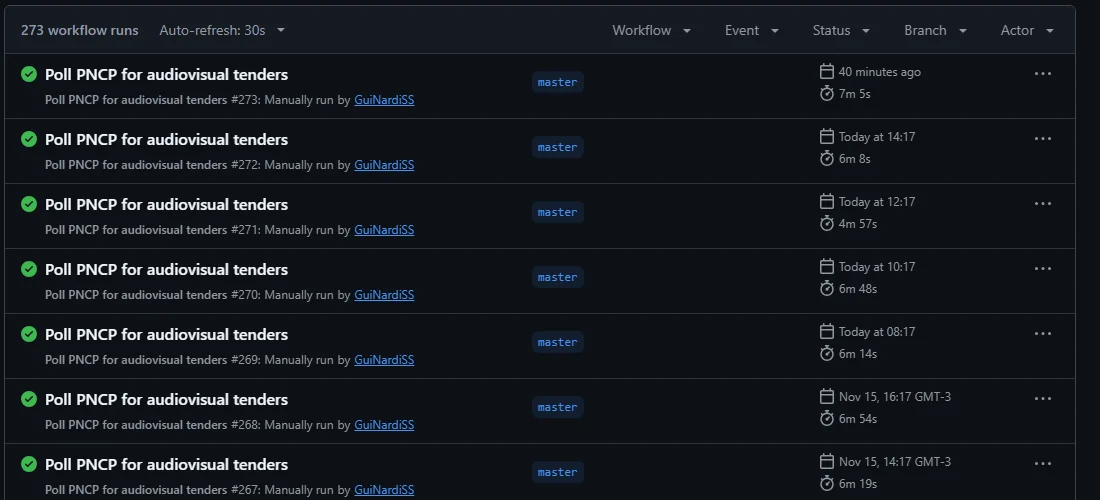 273 workflow runs Auto-refresh: 30s Workflow Event Status Branch Actor
Poll PNCP for audiovisual tenders master 40 minutes ago
Poll PNCP for audiovisual tenders #273: Manually run by GuiNardiSS 7m 5s
Poll PNCP for audiovisual tenders master Today at 14:17
Poll PNCP for audiovisual tenders #272: Manually run by GuiNardiSS 6m 8s
Poll PNCP for audiovisual tenders master Today at 12:17
Poll PNCP for audiovisual tenders #271: Manually run by GuiNardiSS 4m 57s
Poll PNCP for audiovisual tenders master Today at 10:17
Poll PNCP for audiovisual tenders #270: Manually run by GuiNardiSS 6m 48s
Poll PNCP for audiovisual tenders master Today at 08:17
Poll PNCP for audiovisual tenders #269: Manually run by GuiNardiSS 6m 14s
Poll PNCP for audiovisual tenders master Nov 15, 16:17 GMT-3
Poll PNCP for audiovisual tenders #268: Manually run by GuiNardiSS 6m 54s
Poll PNCP for audiovisual tenders master Nov 15, 14:17 GMT-3
Poll PNCP for audiovisual tenders #267: Manually run by GuiNardiSS 6m 19s